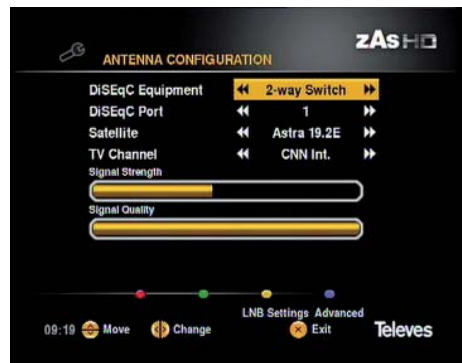 zAs HD
ANTENNA CONFIGURATION
DiSEqC Equipment 2-way Switch
DiSEqC Port 1
Satellite Astra 19.2E
TV Channel CNN Int.
Signal Strength
Signal Quality
LNB Settings Advanced
09:19 Move Change Exit Televes